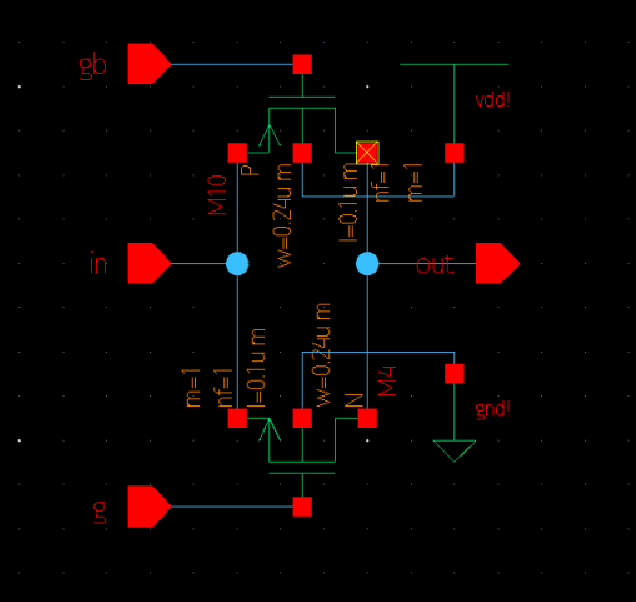 gb
vdd!
P
M10
w=0.24u m
l=0.1u m
nf=1
m=1
in
out
m=1
nf=1
l=0.1u m
w=0.24u m
N
M4
gnd!
g